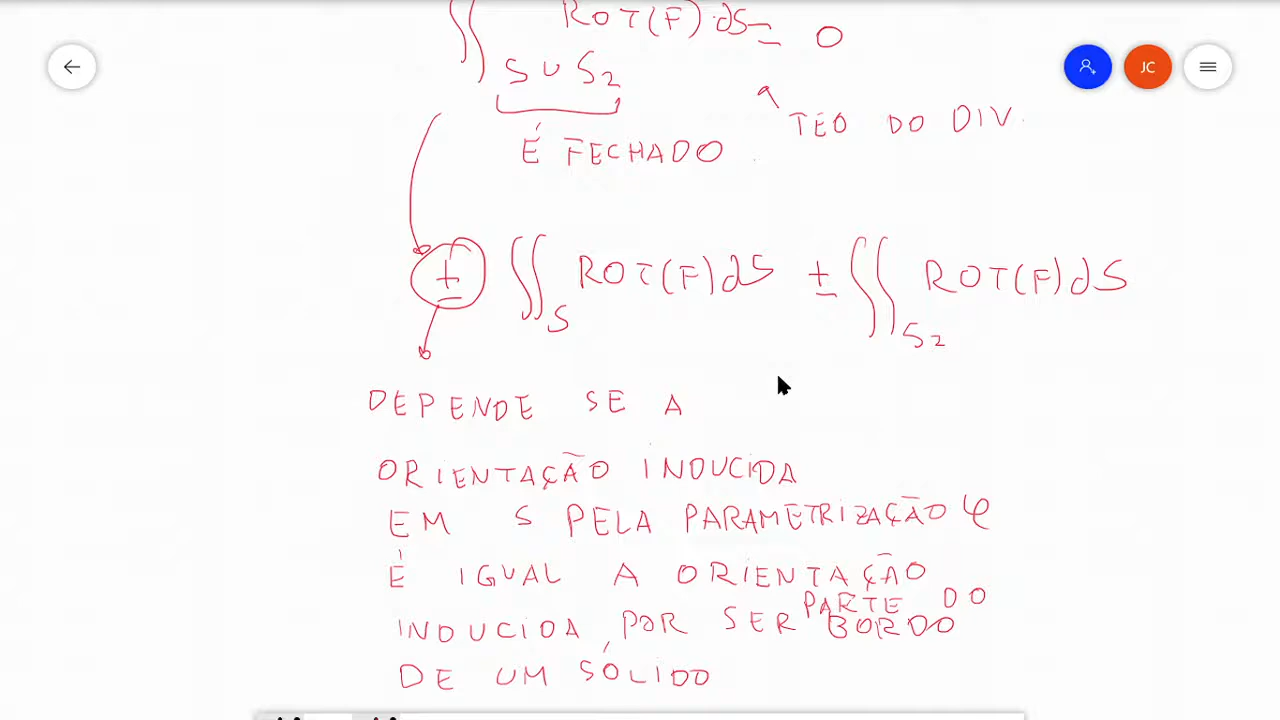 ∬ ROT(F)·dS = 0
S ∪ S₂
TEO DO DIV.
É FECHADO
± ∬ ROT(F)dS ± ∬ ROT(F)dS
S S₂
DEPENDE SE A
ORIENTAÇÃO INDUCIDA
EM S PELA PARAMETRIZAÇÃO φ
É IGUAL A ORIENTAÇÃO
INDUCIDA POR SER PARTE DO BORDO
DE UM SÓLIDO
JC